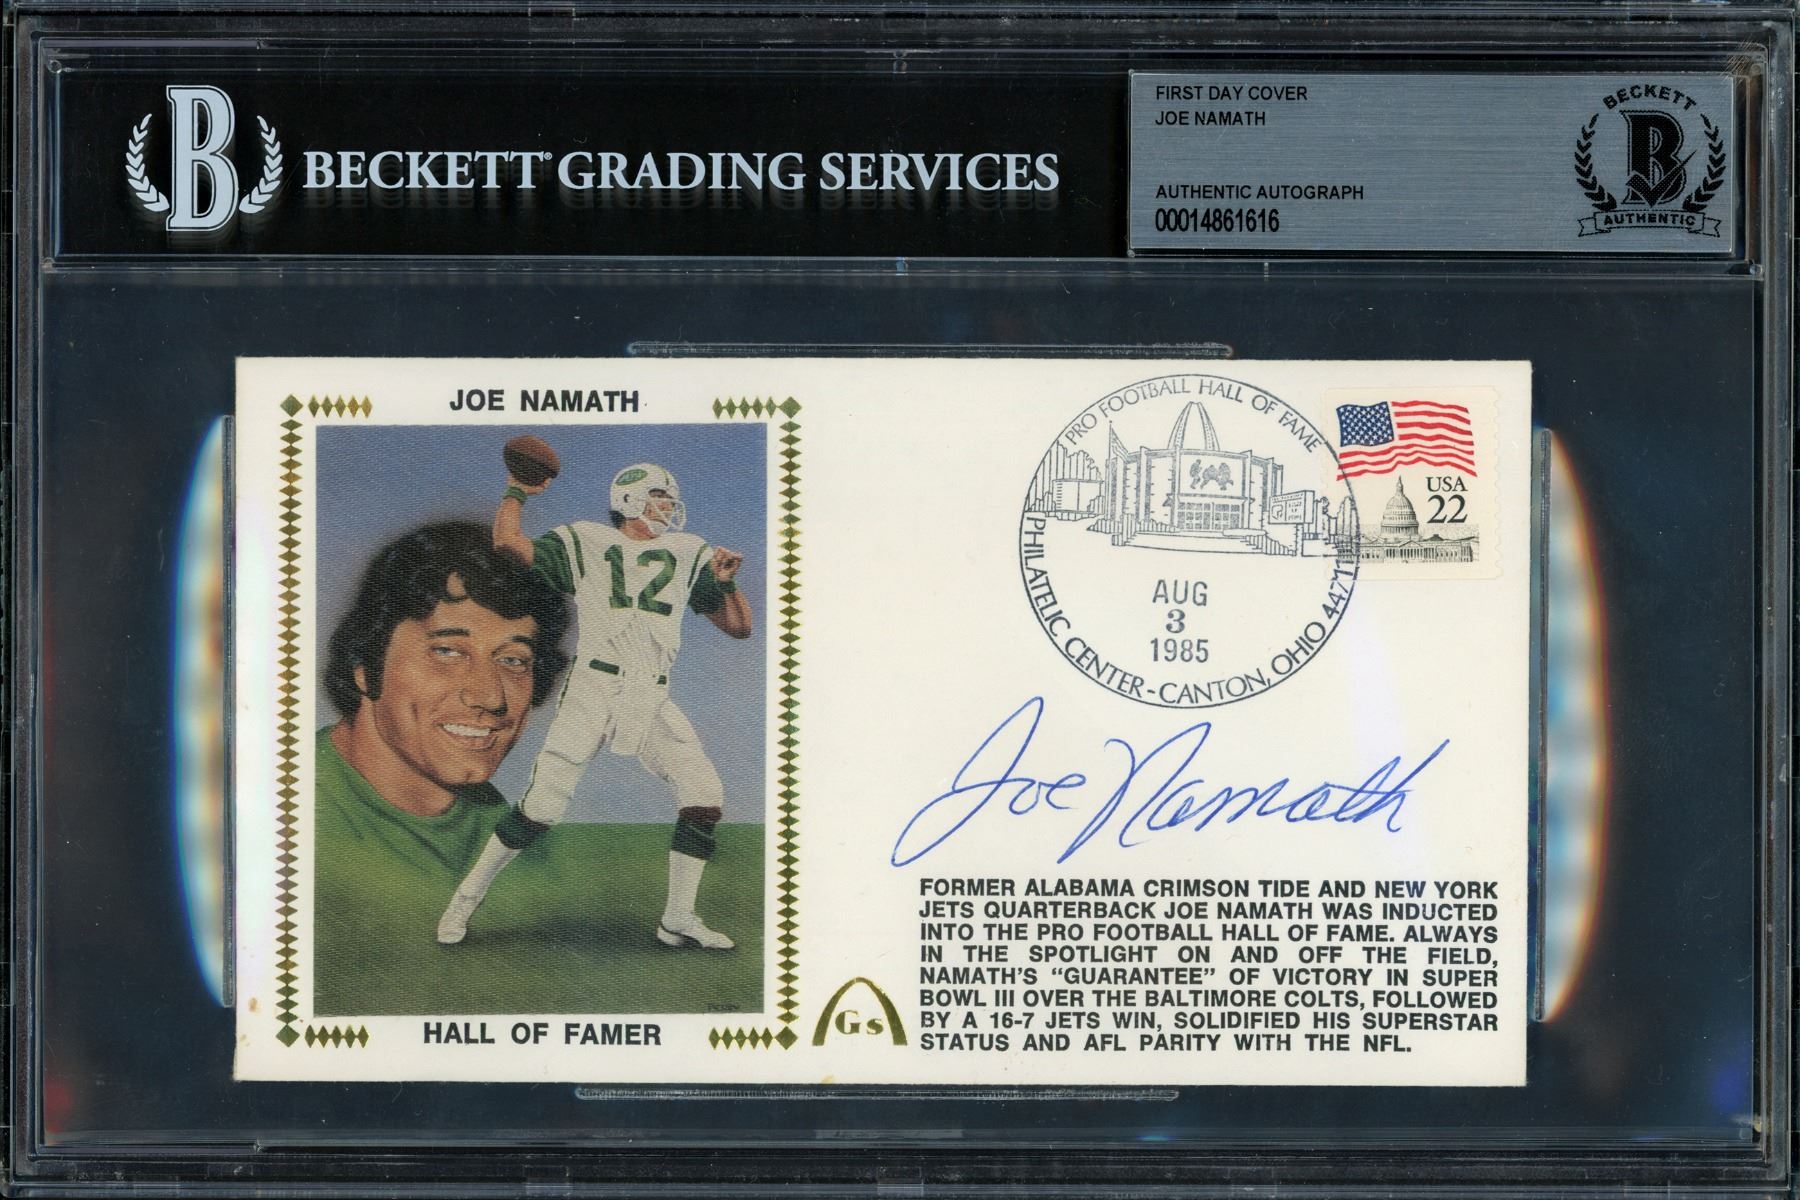 B BECKETT GRADING SERVICES
FIRST DAY COVER
JOE NAMATH
AUTHENTIC AUTOGRAPH
00014861616
BECKETT
B
AUTHENTIC
JOE NAMATH
12
HALL OF FAMER
PRO FOOTBALL HALL OF FAME
AUG
3
1985
PHILATELIC CENTER-CANTON, OHIO 44711
USA
22
Joe Namath
FORMER ALABAMA CRIMSON TIDE AND NEW YORK
JETS QUARTERBACK JOE NAMATH WAS INDUCTED
INTO THE PRO FOOTBALL HALL OF FAME. ALWAYS
IN THE SPOTLIGHT ON AND OFF THE FIELD,
NAMATH'S "GUARANTEE" OF VICTORY IN SUPER
BOWL III OVER THE BALTIMORE COLTS, FOLLOWED
BY A 16-7 JETS WIN, SOLIDIFIED HIS SUPERSTAR
STATUS AND AFL PARITY WITH THE NFL.
Gs